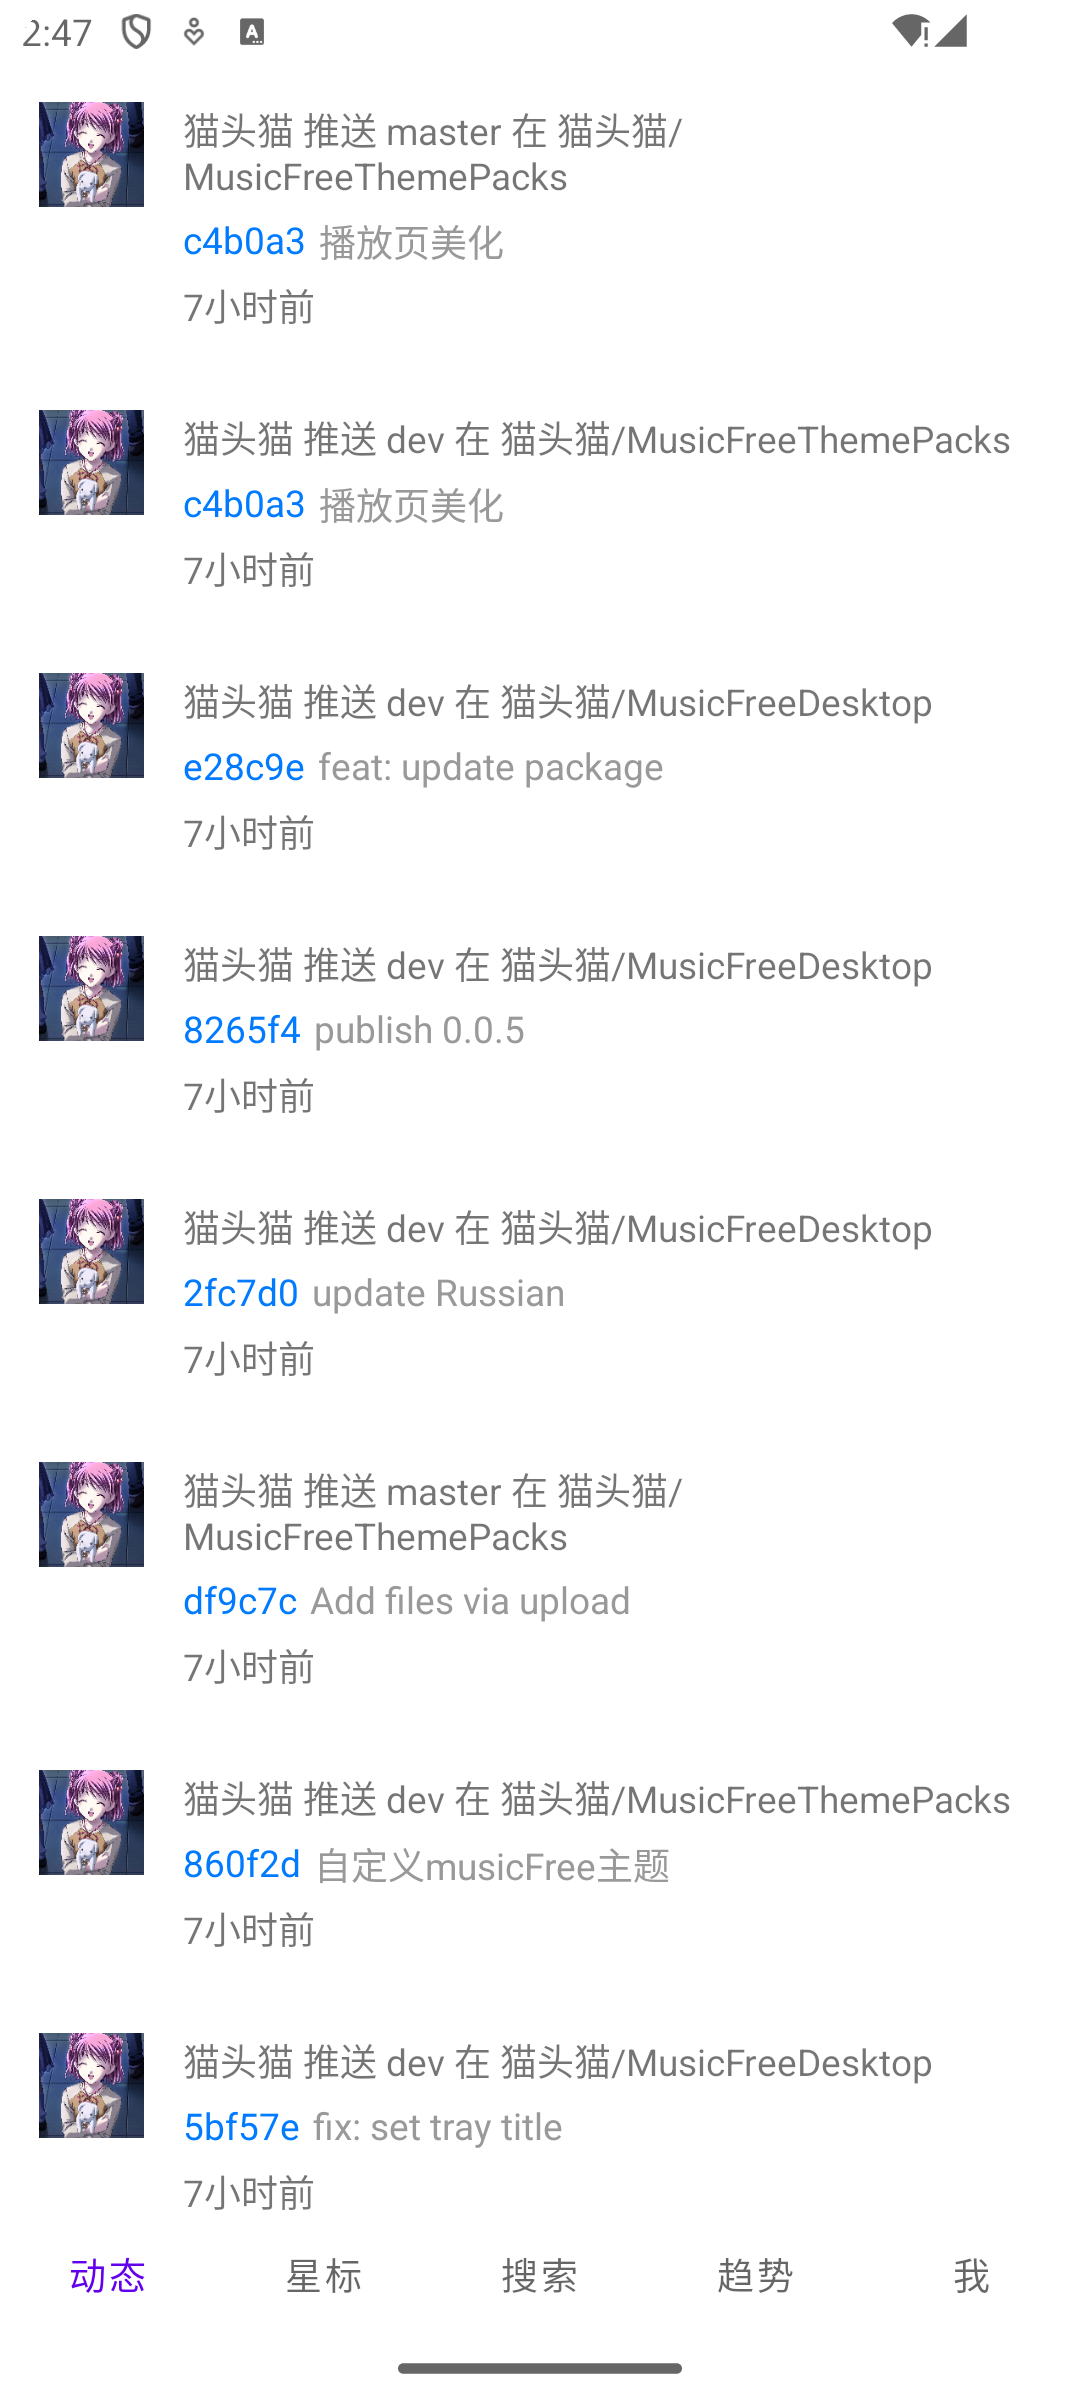 2:47
猫头猫 推送 master 在 猫头猫/
MusicFreeThemePacks
c4b0a3 播放页美化
7小时前
猫头猫 推送 dev 在 猫头猫/MusicFreeThemePacks
c4b0a3 播放页美化
7小时前
猫头猫 推送 dev 在 猫头猫/MusicFreeDesktop
e28c9e feat: update package
7小时前
猫头猫 推送 dev 在 猫头猫/MusicFreeDesktop
8265f4 publish 0.0.5
7小时前
猫头猫 推送 dev 在 猫头猫/MusicFreeDesktop
2fc7d0 update Russian
7小时前
猫头猫 推送 master 在 猫头猫/
MusicFreeThemePacks
df9c7c Add files via upload
7小时前
猫头猫 推送 dev 在 猫头猫/MusicFreeThemePacks
860f2d 自定义musicFree主题
7小时前
猫头猫 推送 dev 在 猫头猫/MusicFreeDesktop
5bf57e fix: set tray title
7小时前
动态 星标 搜索 趋势 我